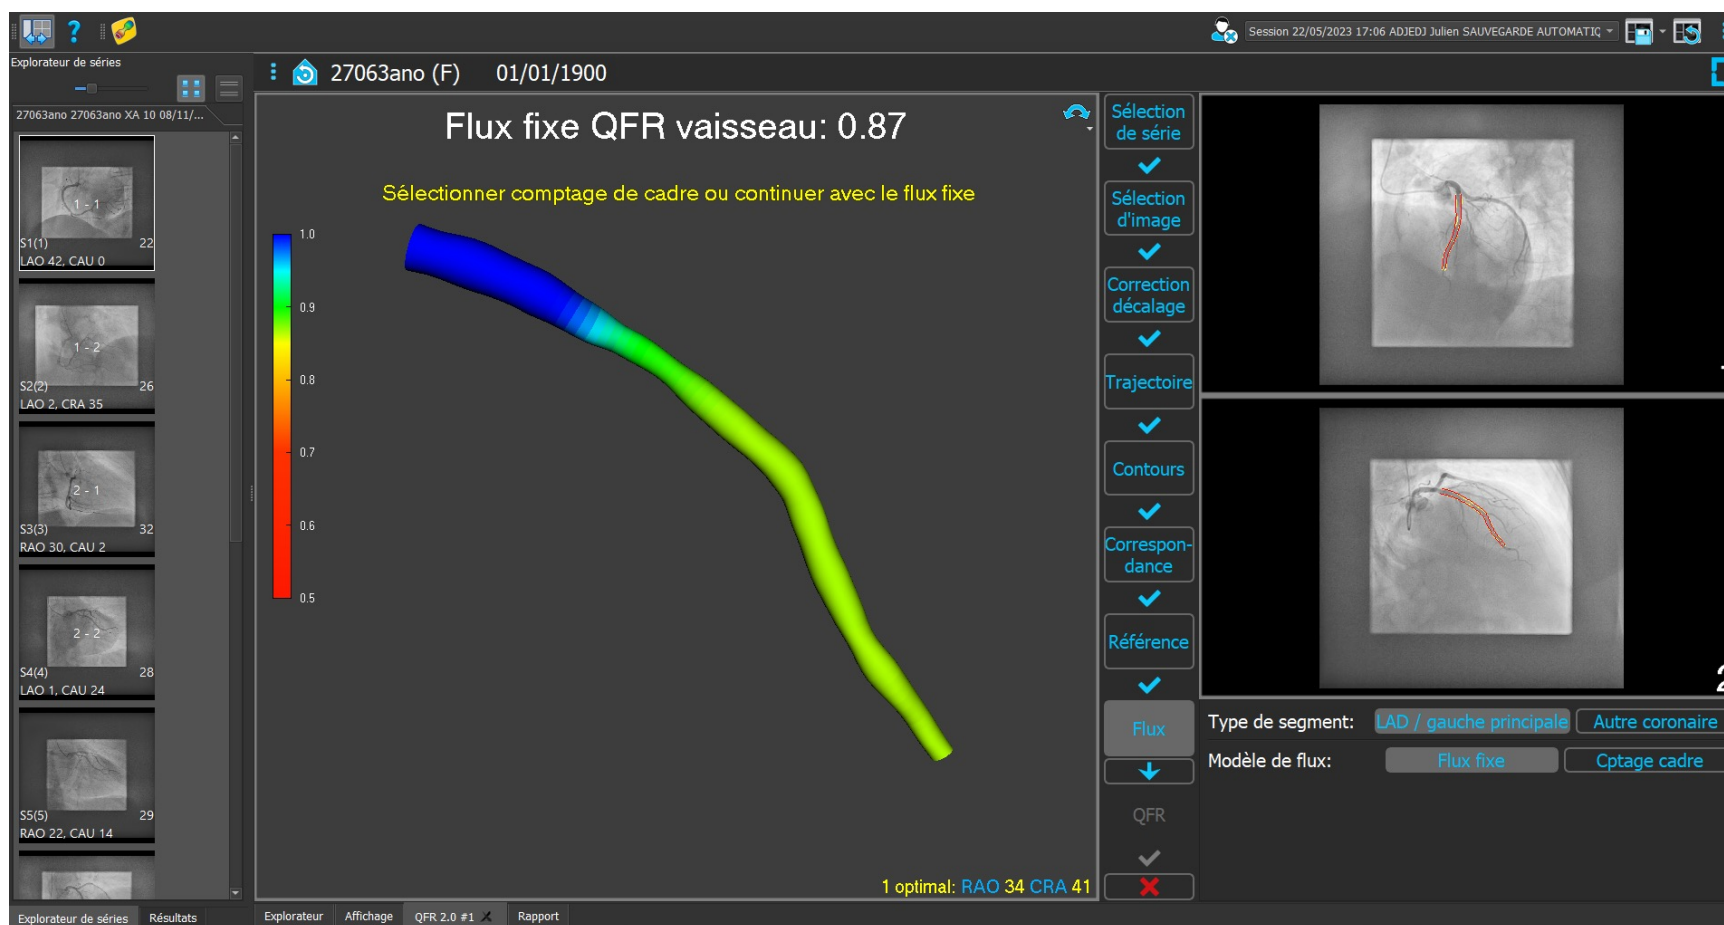 ?
Session 22/05/2023 17:06 ADJEDJ Julien SAUVEGARDE AUTOMATIQ
Explorateur de séries
27063ano 27063ano XA 10 08/11/...
1 - 1
S1(1) 22
LAO 42, CAU 0
1 - 2
S2(2) 26
LAO 2, CRA 35
2 - 1
S3(3) 32
RAO 30, CAU 2
2 - 2
S4(4) 28
LAO 1, CAU 24
S5(5) 29
RAO 22, CAU 14
Explorateur de séries Résultats
27063ano (F) 01/01/1900
Flux fixe QFR vaisseau: 0.87
Sélectionner comptage de cadre ou continuer avec le flux fixe
1.0
0.9
0.8
0.7
0.6
0.5
1 optimal: RAO 34 CRA 41
Explorateur Affichage QFR 2.0 #1 Rapport
Sélection
de série
Sélection
d'image
Correction
décalage
Trajectoire
Contours
Correspon-
dance
Référence
Flux
QFR
Type de segment: LAD / gauche principale Autre coronaire
Modèle de flux: Flux fixe Cptage cadre